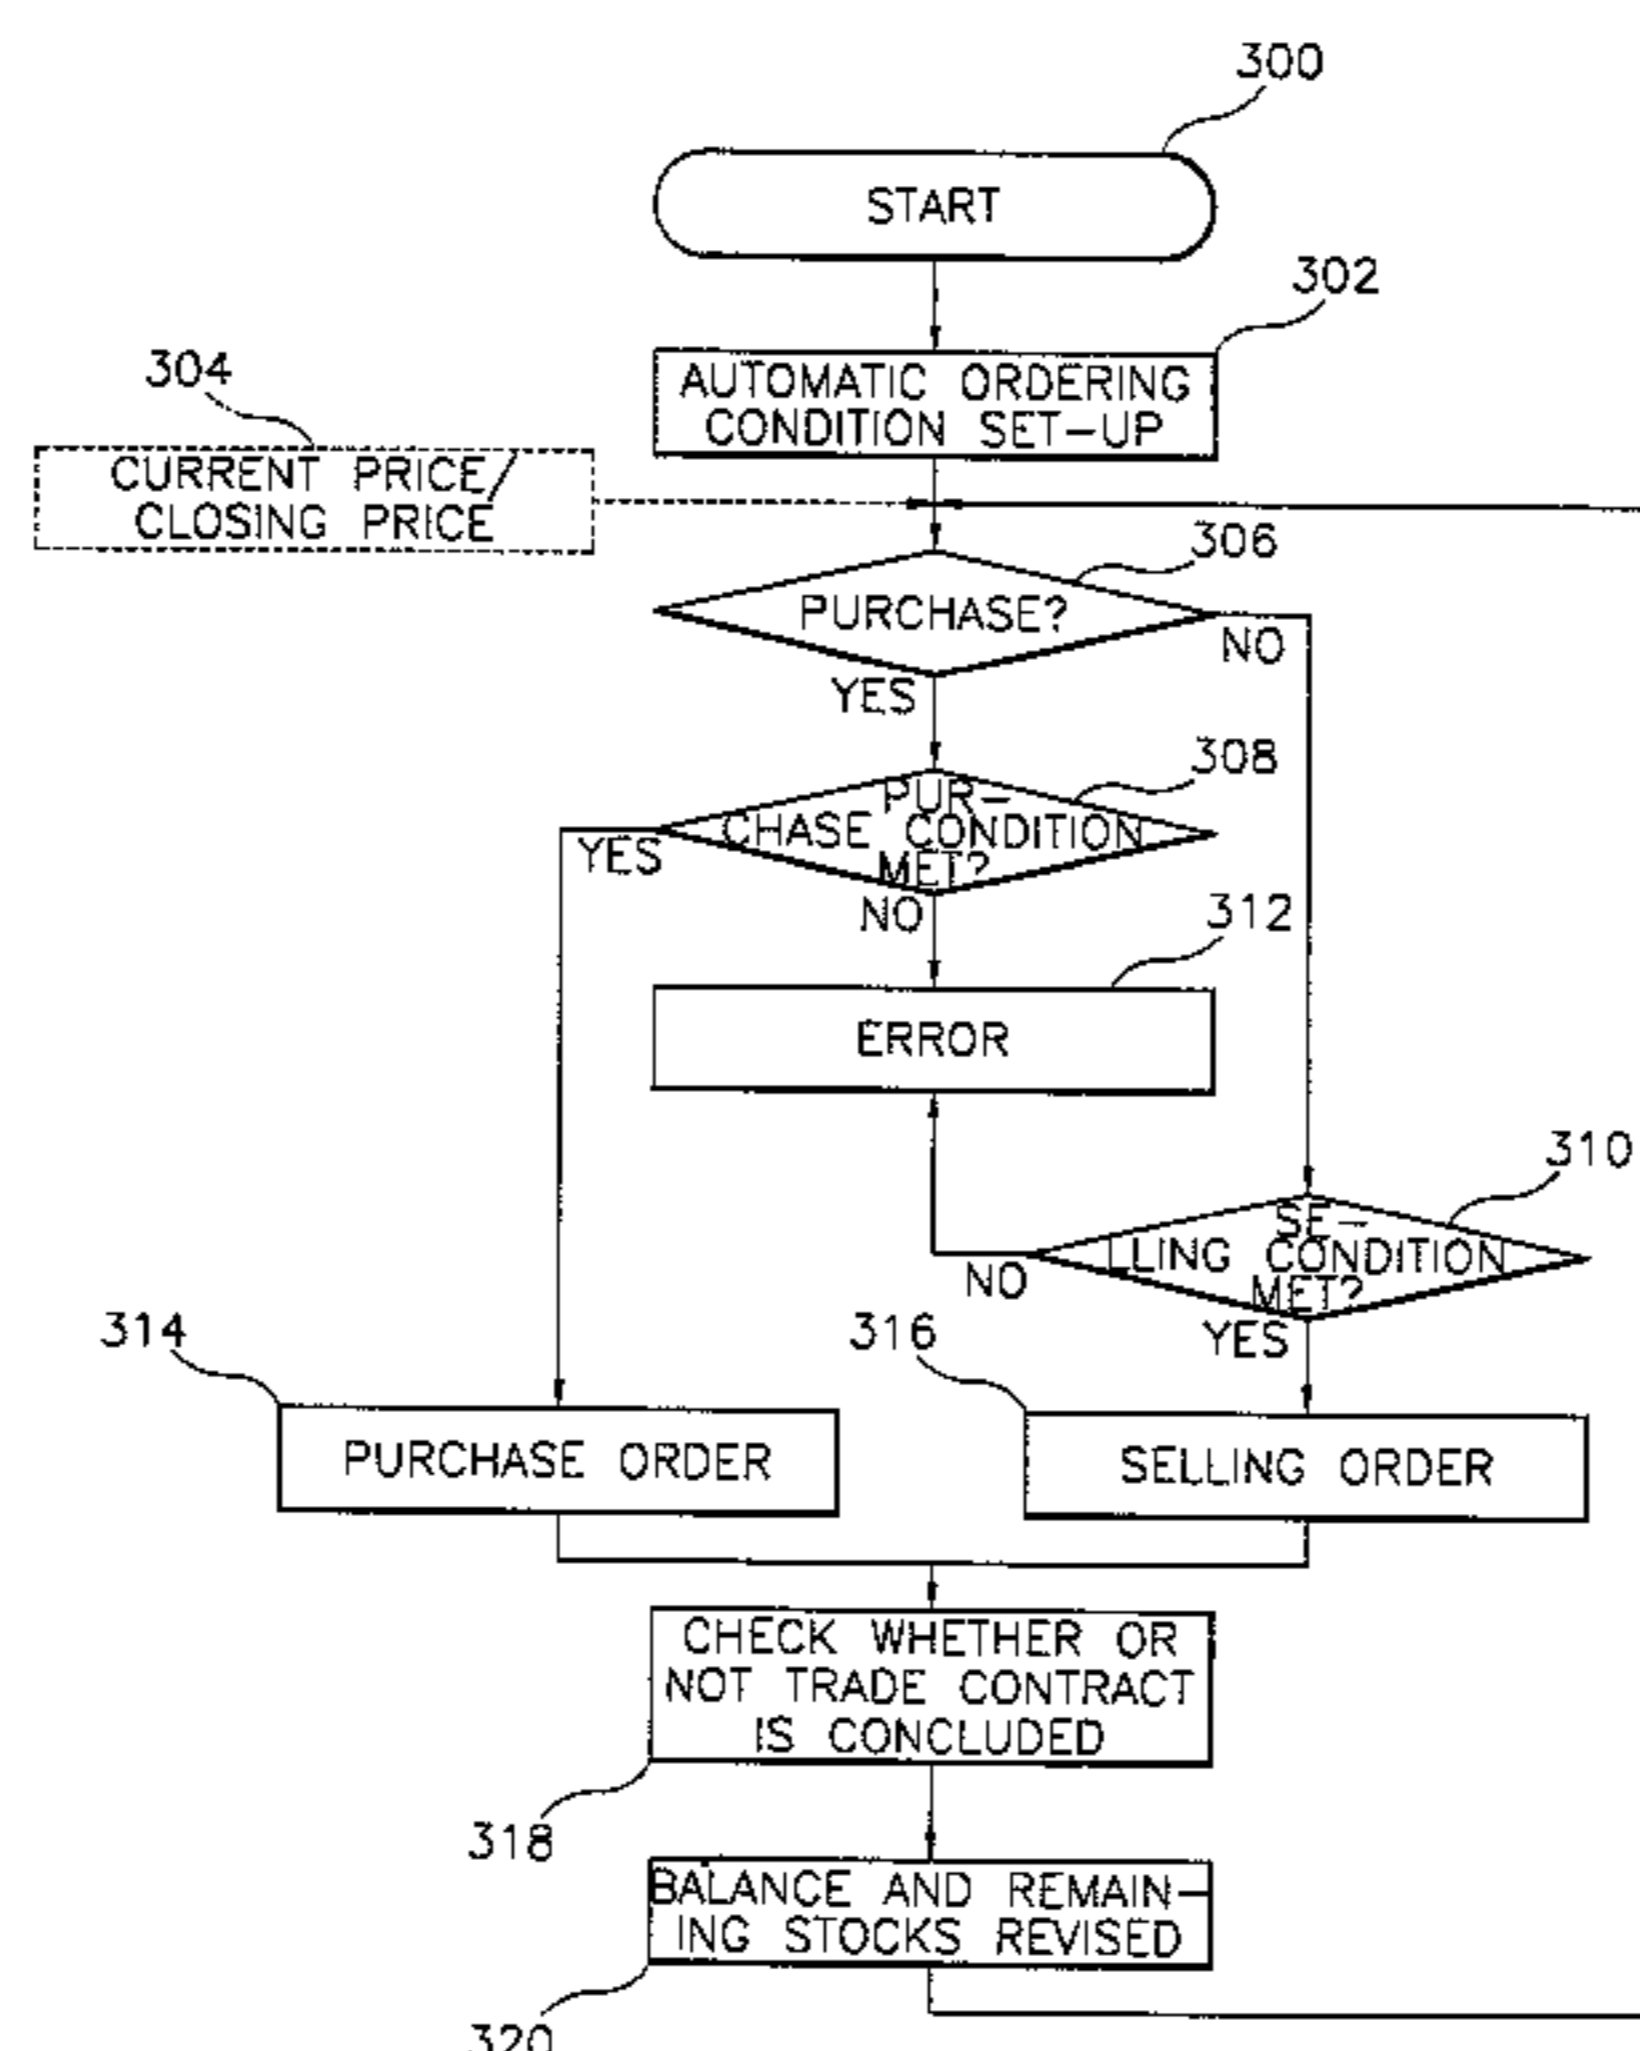 300
START
302
AUTOMATIC ORDERING
CONDITION SET-UP
304
CURRENT PRICE/
CLOSING PRICE
306
PURCHASE?
NO
YES
308
PUR-
CHASE CONDITION
MET?
YES
NO
312
ERROR
310
SE-
LLING CONDITION
MET?
NO
YES
314
316
PURCHASE ORDER
SELLING ORDER
CHECK WHETHER OR
NOT TRADE CONTRACT
IS CONCLUDED
318
BALANCE AND REMAIN-
ING STOCKS REVISED
320